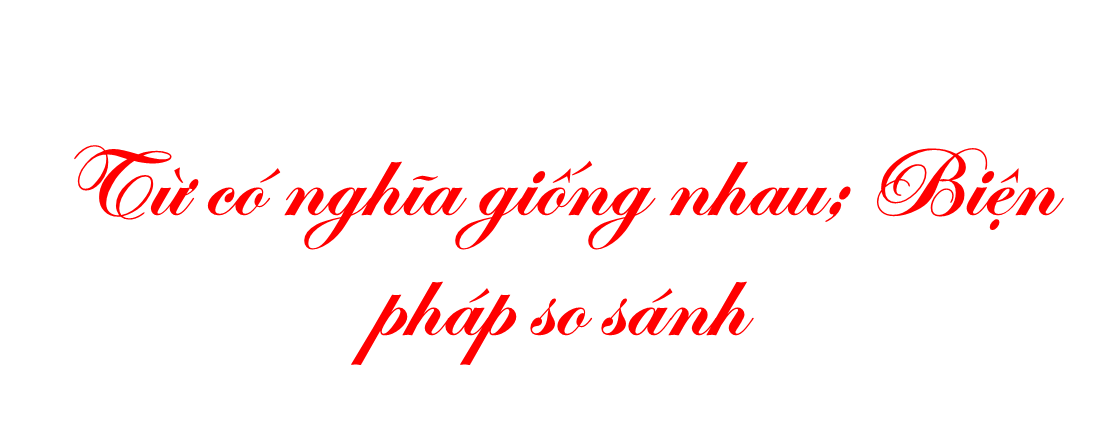 Từ có nghĩa giống nhau; Biện
pháp so sánh